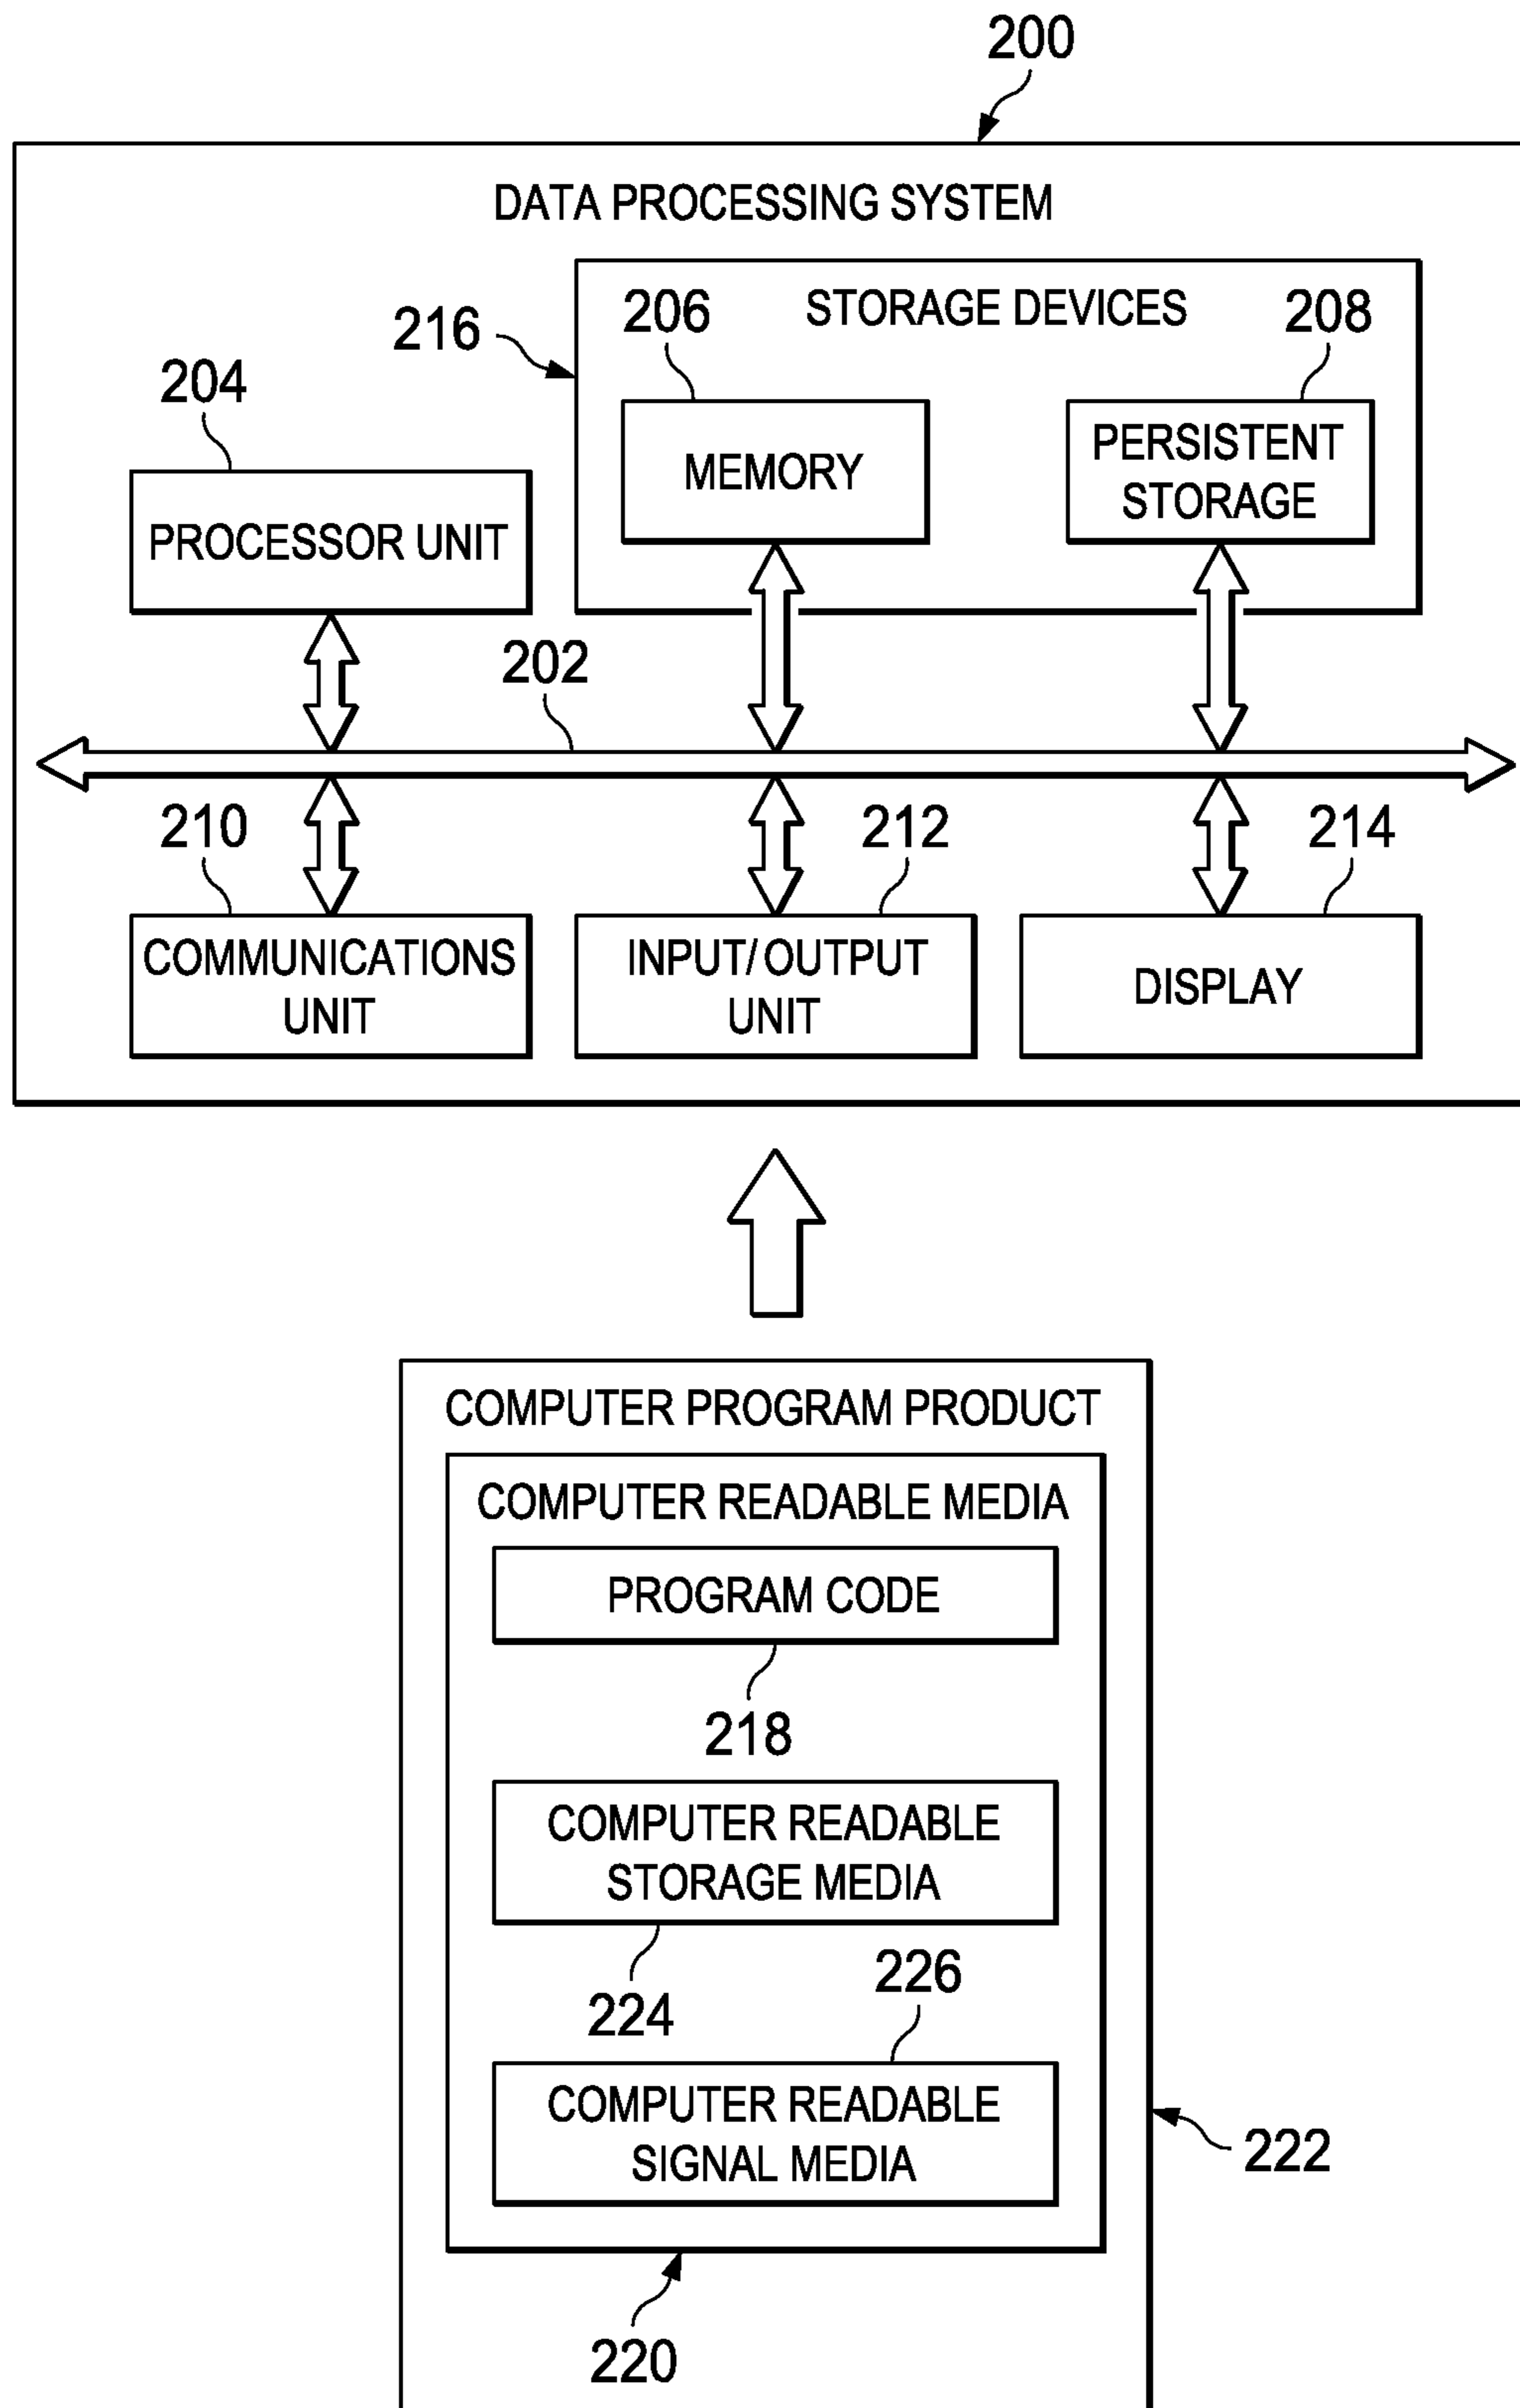 200
DATA PROCESSING SYSTEM
216
206
STORAGE DEVICES
208
204
MEMORY
PERSISTENT
STORAGE
PROCESSOR UNIT
202
210
212
214
COMMUNICATIONS
UNIT
INPUT/OUTPUT
UNIT
DISPLAY
COMPUTER PROGRAM PRODUCT
COMPUTER READABLE MEDIA
PROGRAM CODE
218
COMPUTER READABLE
STORAGE MEDIA
224
226
COMPUTER READABLE
SIGNAL MEDIA
222
220